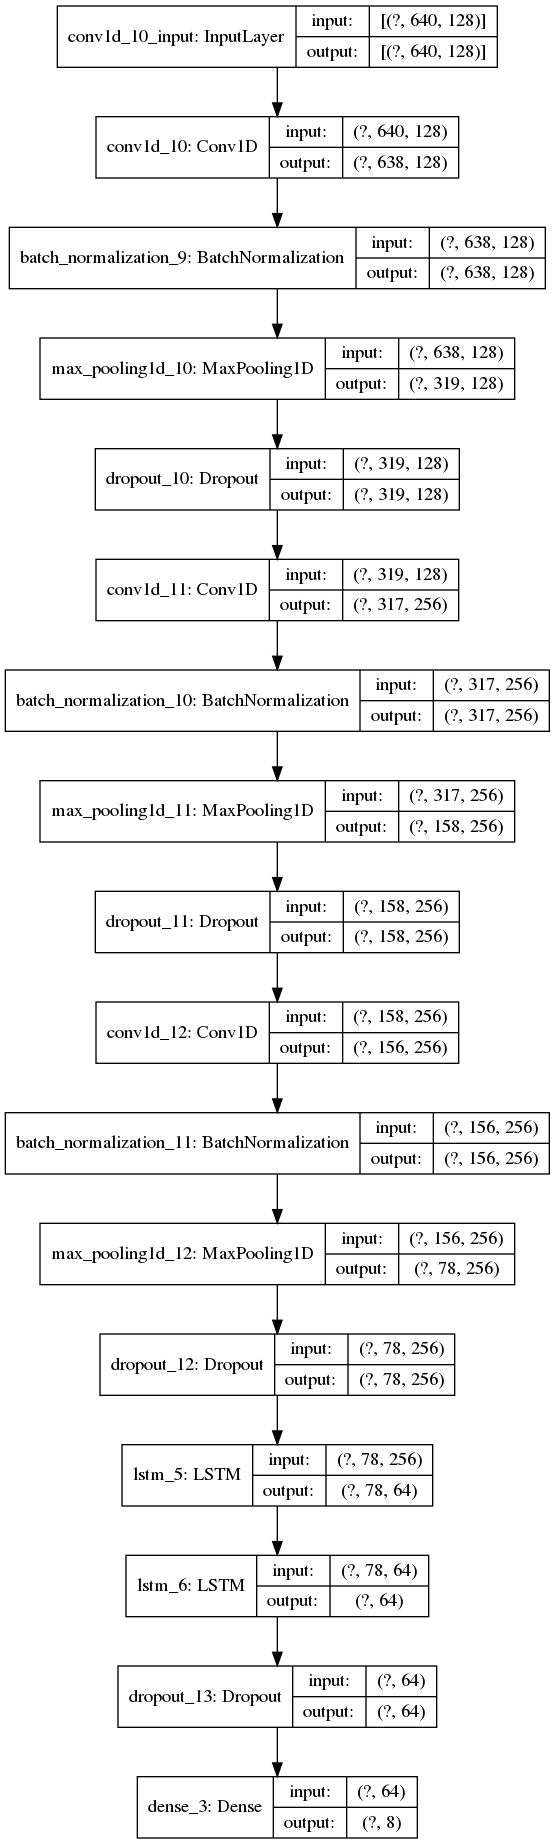 conv1d_10_input: InputLayer
input: [(?, 640, 128)]
output: [(?, 640, 128)]
conv1d_10: Conv1D
input: (?, 640, 128)
output: (?, 638, 128)
batch_normalization_9: BatchNormalization
input: (?, 638, 128)
output: (?, 638, 128)
max_pooling1d_10: MaxPooling1D
input: (?, 638, 128)
output: (?, 319, 128)
dropout_10: Dropout
input: (?, 319, 128)
output: (?, 319, 128)
conv1d_11: Conv1D
input: (?, 319, 128)
output: (?, 317, 256)
batch_normalization_10: BatchNormalization
input: (?, 317, 256)
output: (?, 317, 256)
max_pooling1d_11: MaxPooling1D
input: (?, 317, 256)
output: (?, 158, 256)
dropout_11: Dropout
input: (?, 158, 256)
output: (?, 158, 256)
conv1d_12: Conv1D
input: (?, 158, 256)
output: (?, 156, 256)
batch_normalization_11: BatchNormalization
input: (?, 156, 256)
output: (?, 156, 256)
max_pooling1d_12: MaxPooling1D
input: (?, 156, 256)
output: (?, 78, 256)
dropout_12: Dropout
input: (?, 78, 256)
output: (?, 78, 256)
lstm_5: LSTM
input: (?, 78, 256)
output: (?, 78, 64)
lstm_6: LSTM
input: (?, 78, 64)
output: (?, 64)
dropout_13: Dropout
input: (?, 64)
output: (?, 64)
dense_3: Dense
input: (?, 64)
output: (?, 8)